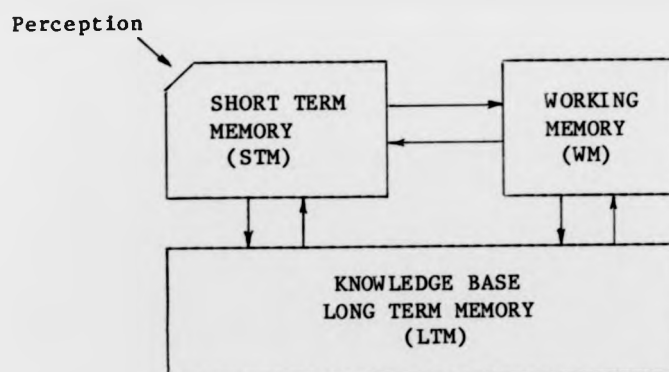 Perception
SHORT TERM
MEMORY
(STM)
WORKING
MEMORY
(WM)
KNOWLEDGE BASE
LONG TERM MEMORY
(LTM)